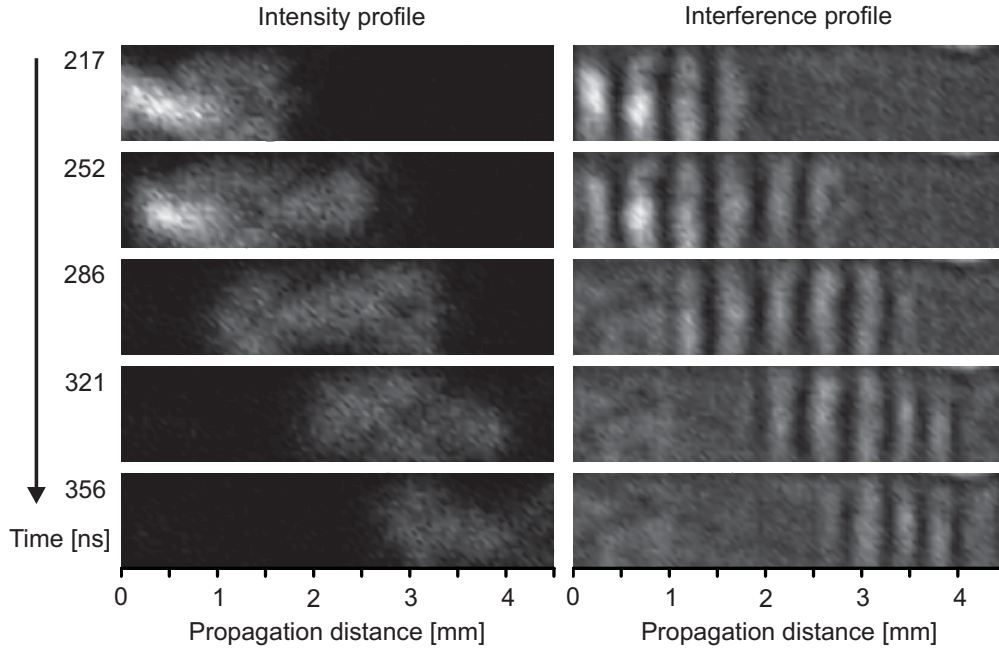 Intensity profile
Interference profile
217
252
286
321
356
Time [ns]
0 1 2 3 4
0 1 2 3 4
Propagation distance [mm]
Propagation distance [mm]